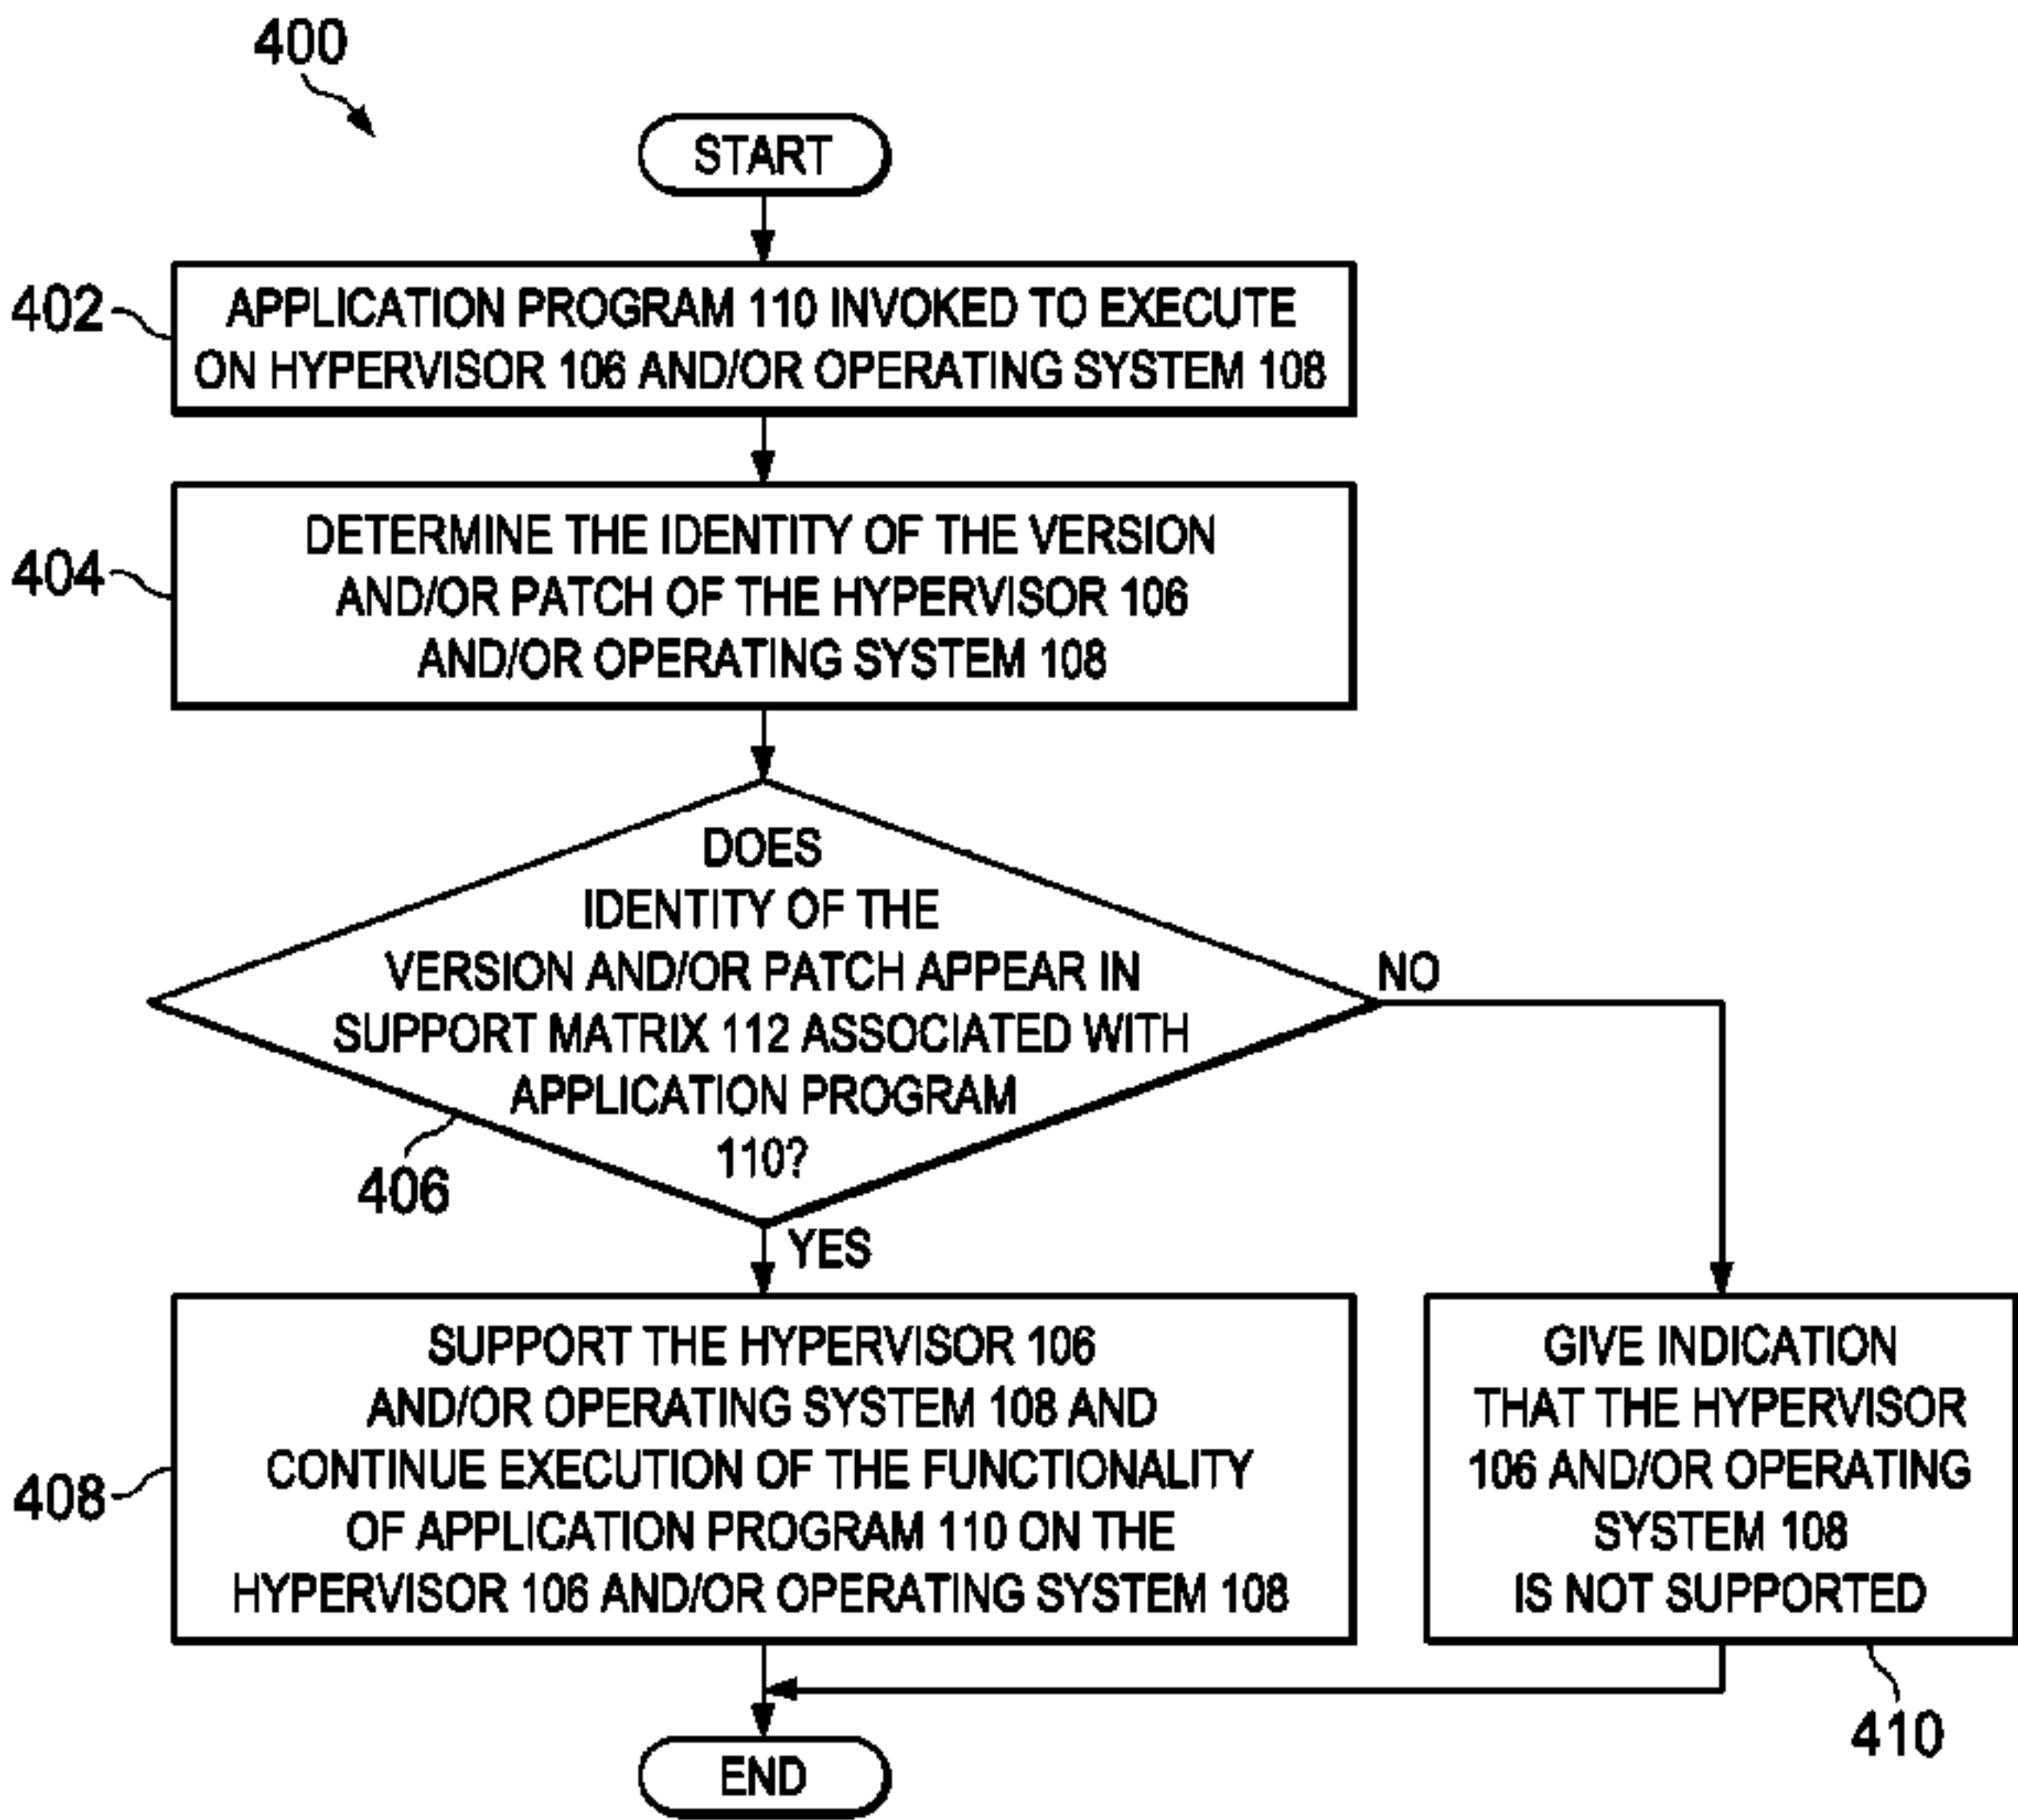 400
START
402
APPLICATION PROGRAM 110 INVOKED TO EXECUTE
ON HYPERVISOR 106 AND/OR OPERATING SYSTEM 108
404
DETERMINE THE IDENTITY OF THE VERSION
AND/OR PATCH OF THE HYPERVISOR 106
AND/OR OPERATING SYSTEM 108
DOES
IDENTITY OF THE
VERSION AND/OR PATCH APPEAR IN
SUPPORT MATRIX 112 ASSOCIATED WITH
APPLICATION PROGRAM
110?
406
NO
YES
408
SUPPORT THE HYPERVISOR 106
AND/OR OPERATING SYSTEM 108 AND
CONTINUE EXECUTION OF THE FUNCTIONALITY
OF APPLICATION PROGRAM 110 ON THE
HYPERVISOR 106 AND/OR OPERATING SYSTEM 108
GIVE INDICATION
THAT THE HYPERVISOR
106 AND/OR OPERATING
SYSTEM 108
IS NOT SUPPORTED
410
END